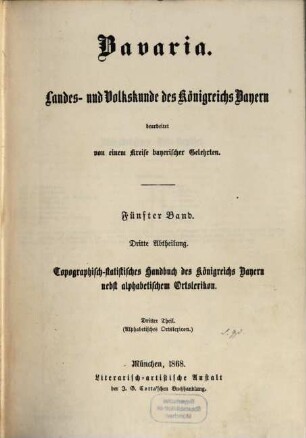 Bavaria.
Landes- und Volkskunde des Königreichs Bayern
bearbeitet
von einem Kreise bayerischer Gelehrten.
Fünfter Band.
Dritte Abtheilung.
Topographisch-statistisches Handbuch des Königreichs Bayern
nebst alphabetischem Ortslexikon.
Dritter Theil.
(Alphabetisches Ortslexicon.)
München, 1868.
Literarisch-artistische Anstalt
der J. G. Cotta'schen Buchhandlung.